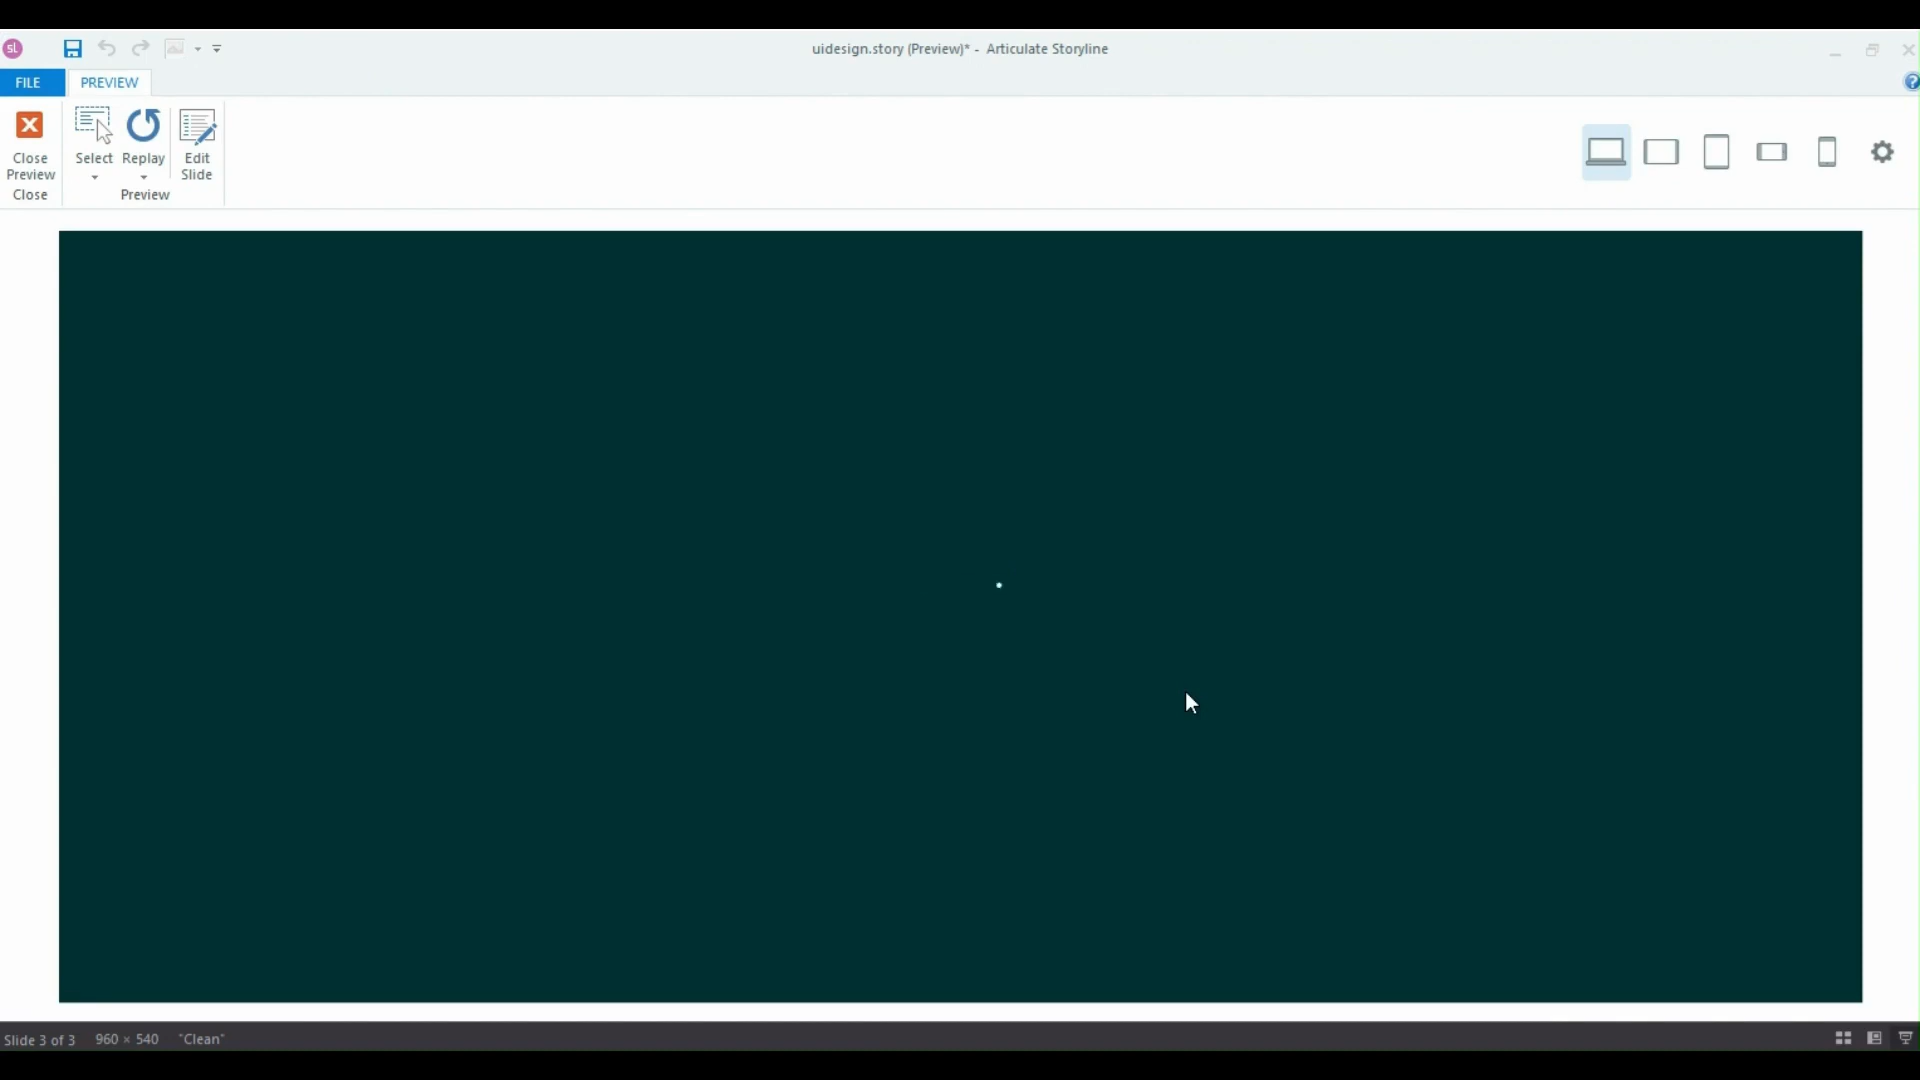 sl
uidesign.story (Preview)* - Articulate Storyline
FILE
PREVIEW
?
Close Preview
Select
Replay
Edit Slide
Close
Preview
Slide 3 of 3
960 × 540
"Clean"